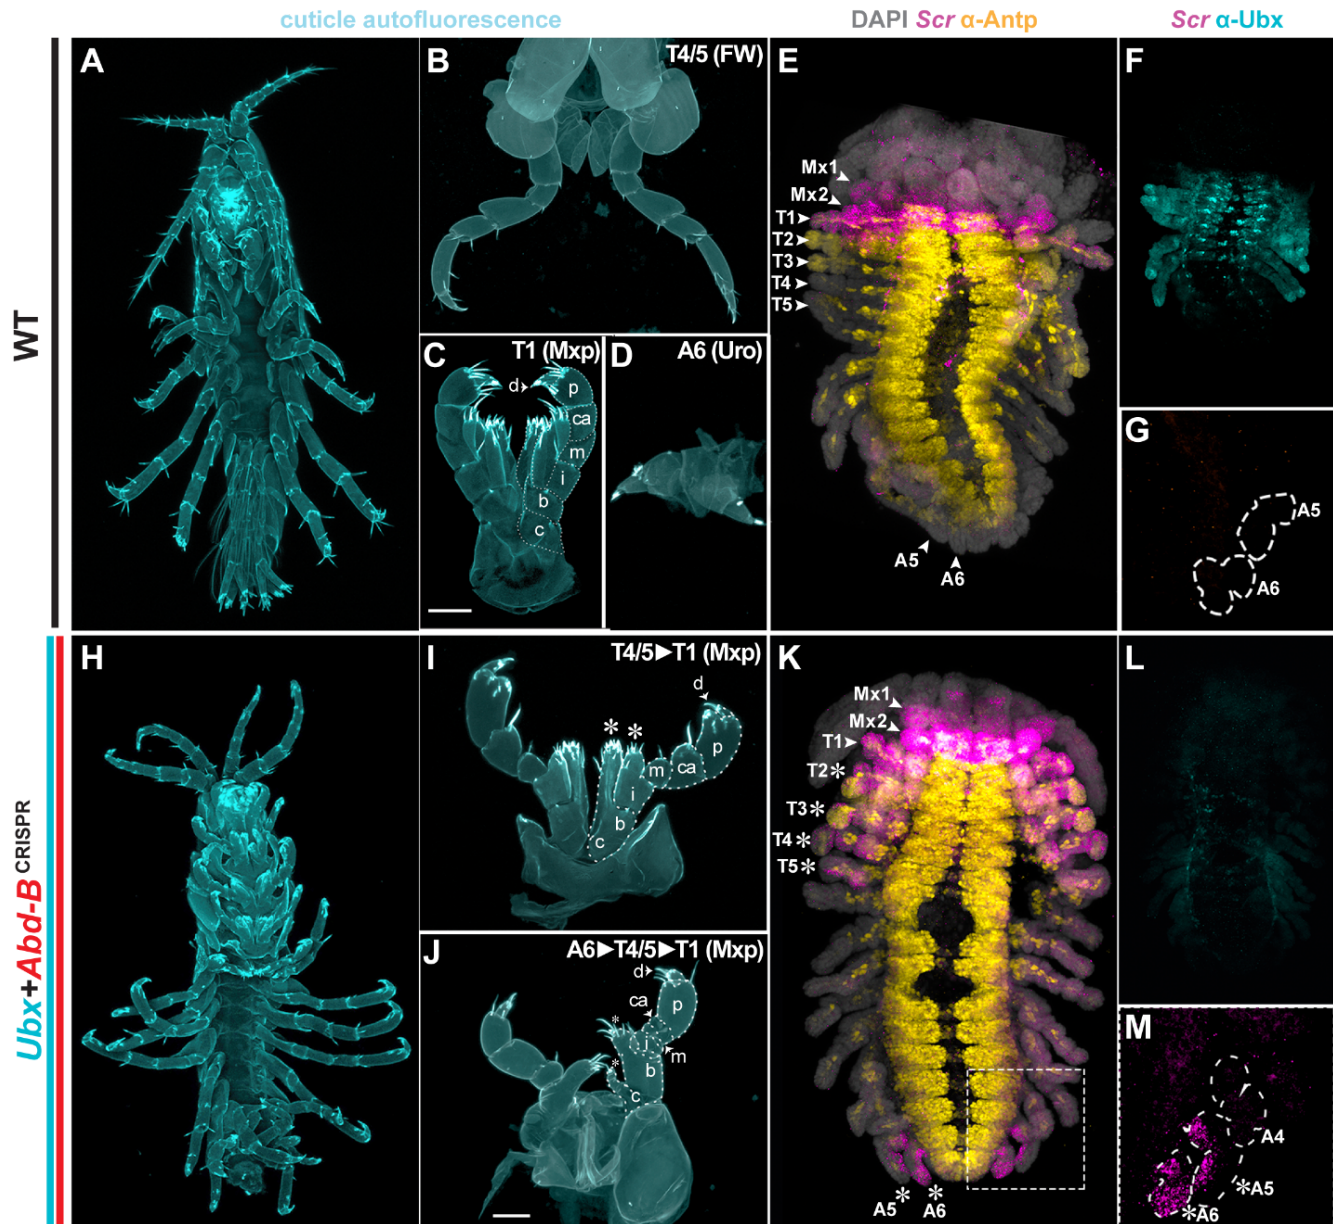 cuticle autofluorescence
DAPI Scr α-Antp
Scr α-Ubx
WT
A
B
T4/5 (FW)
C
T1 (Mxp)
d
p
ca
m
i
b
c
D
A6 (Uro)
E
Mx1
Mx2
T1
T2
T3
T4
T5
A5
A6
F
G
A5
A6
Ubx+Abd-B CRISPR
H
I
T4/5▶T1 (Mxp)
d
* *
p
m
ca
i
b
c
J
A6▶T4/5▶T1 (Mxp)
d
ca
p
*
i
m
*
b
c
K
Mx1
Mx2
T1
T2*
T3*
T4*
T5*
A5*
*A6
L
M
A4
*A5
*A6